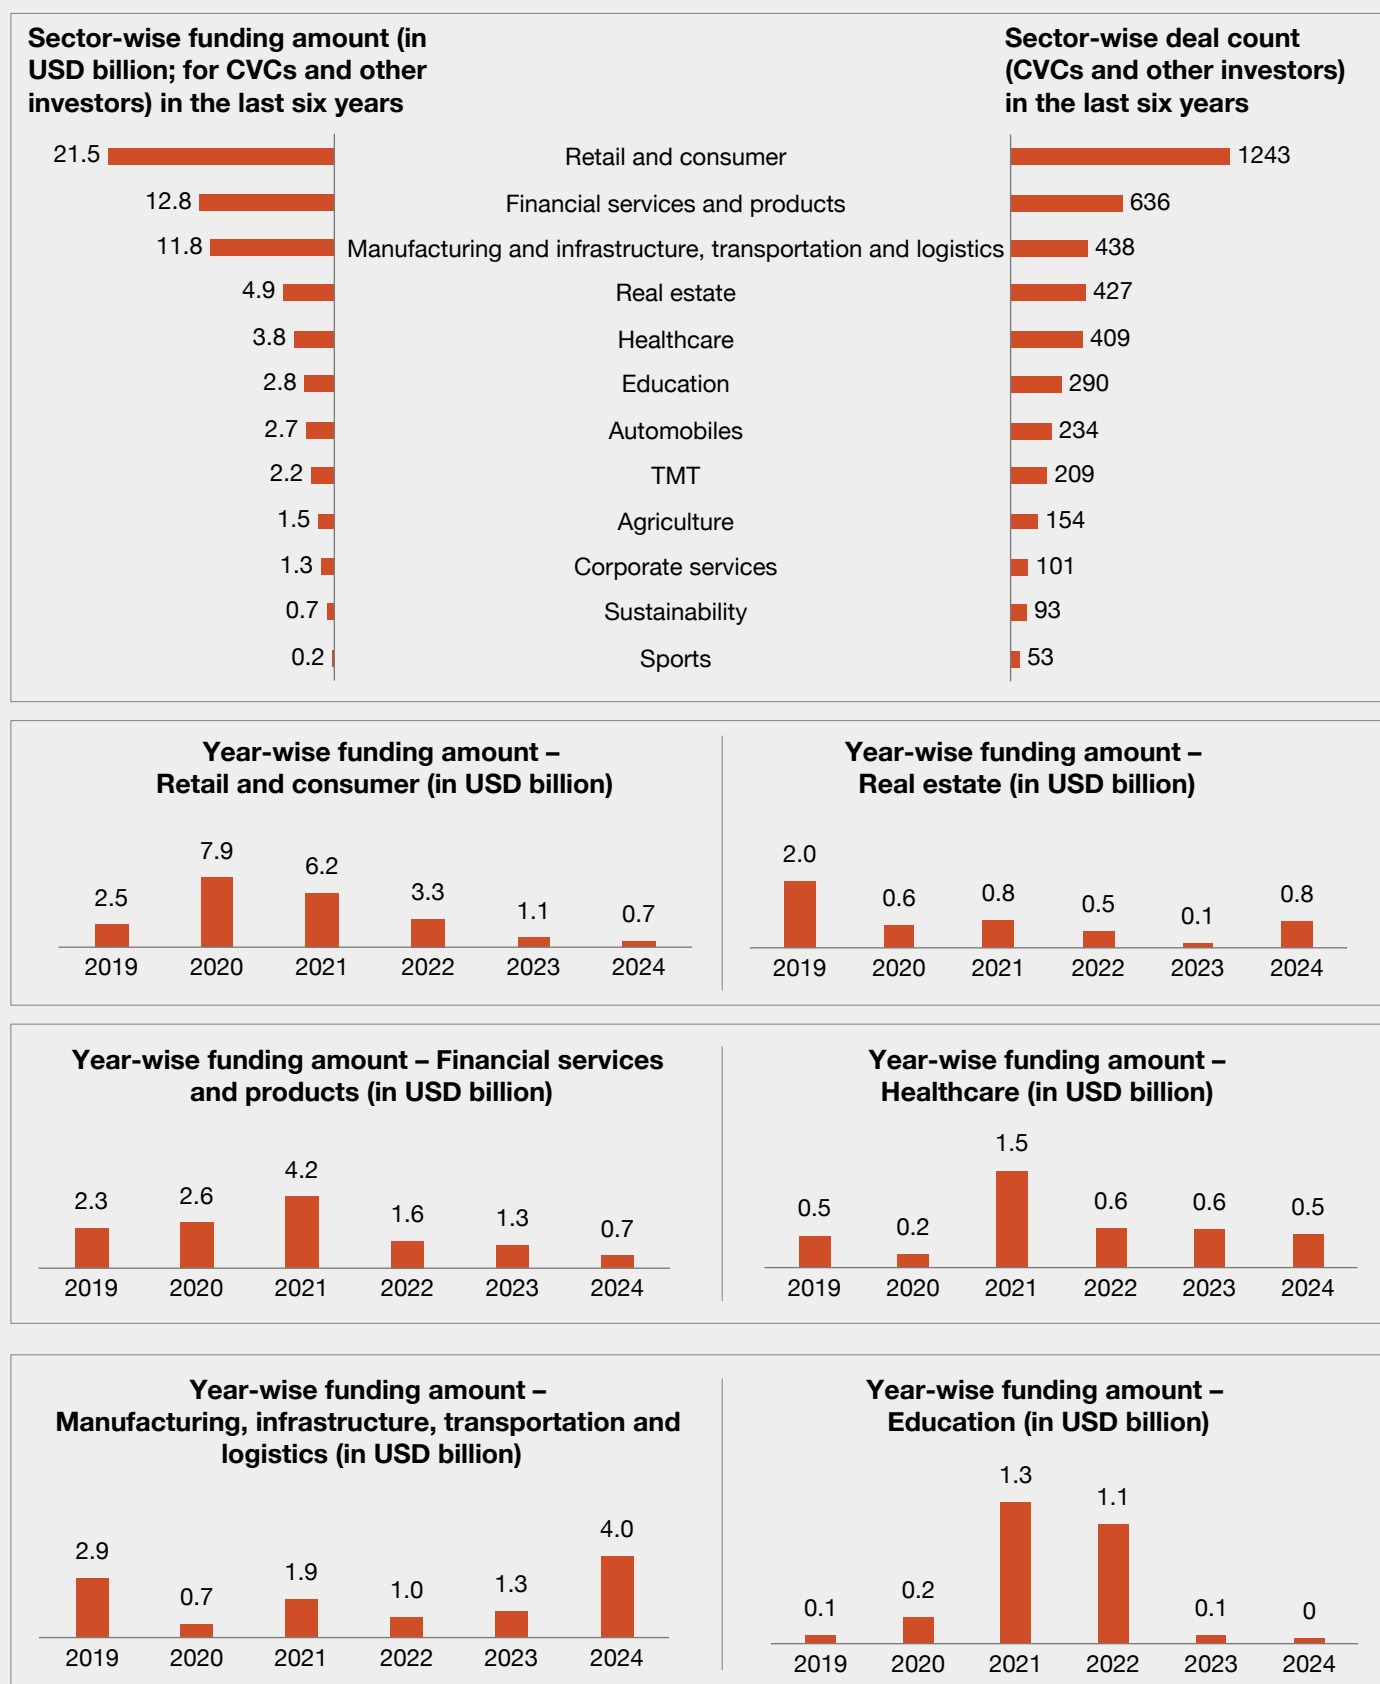 Sector-wise funding amount (in
USD billion; for CVCs and other
investors) in the last six years
Sector-wise deal count
(CVCs and other investors)
in the last six years
21.5 Retail and consumer 1243
12.8 Financial services and products 636
11.8 Manufacturing and infrastructure, transportation and logistics 438
4.9 Real estate 427
3.8 Healthcare 409
2.8 Education 290
2.7 Automobiles 234
2.2 TMT 209
1.5 Agriculture 154
1.3 Corporate services 101
0.7 Sustainability 93
0.2 Sports 53
Year-wise funding amount –
Retail and consumer (in USD billion)
2.5 7.9 6.2 3.3 1.1 0.7
2019 2020 2021 2022 2023 2024
Year-wise funding amount –
Real estate (in USD billion)
2.0 0.6 0.8 0.5 0.1 0.8
2019 2020 2021 2022 2023 2024
Year-wise funding amount – Financial services
and products (in USD billion)
2.3 2.6 4.2 1.6 1.3 0.7
2019 2020 2021 2022 2023 2024
Year-wise funding amount –
Healthcare (in USD billion)
0.5 0.2 1.5 0.6 0.6 0.5
2019 2020 2021 2022 2023 2024
Year-wise funding amount –
Manufacturing, infrastructure, transportation and
logistics (in USD billion)
2.9 0.7 1.9 1.0 1.3 4.0
2019 2020 2021 2022 2023 2024
Year-wise funding amount –
Education (in USD billion)
0.1 0.2 1.3 1.1 0.1 0
2019 2020 2021 2022 2023 2024